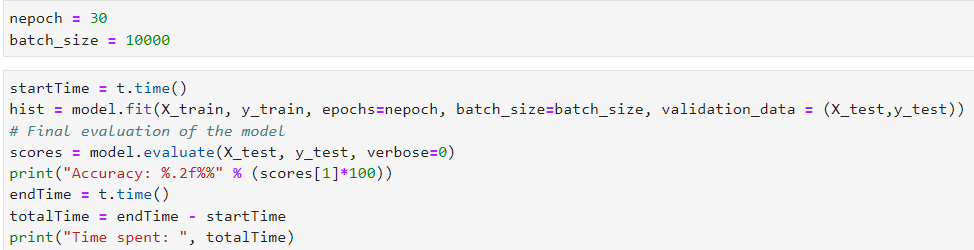 nepoch = 30
batch_size = 10000
startTime = t.time()
hist = model.fit(X_train, y_train, epochs=nepoch, batch_size=batch_size, validation_data = (X_test,y_test))
# Final evaluation of the model
scores = model.evaluate(X_test, y_test, verbose=0)
print("Accuracy: %.2f%%" % (scores[1]*100))
endTime = t.time()
totalTime = endTime - startTime
print("Time spent: ", totalTime)